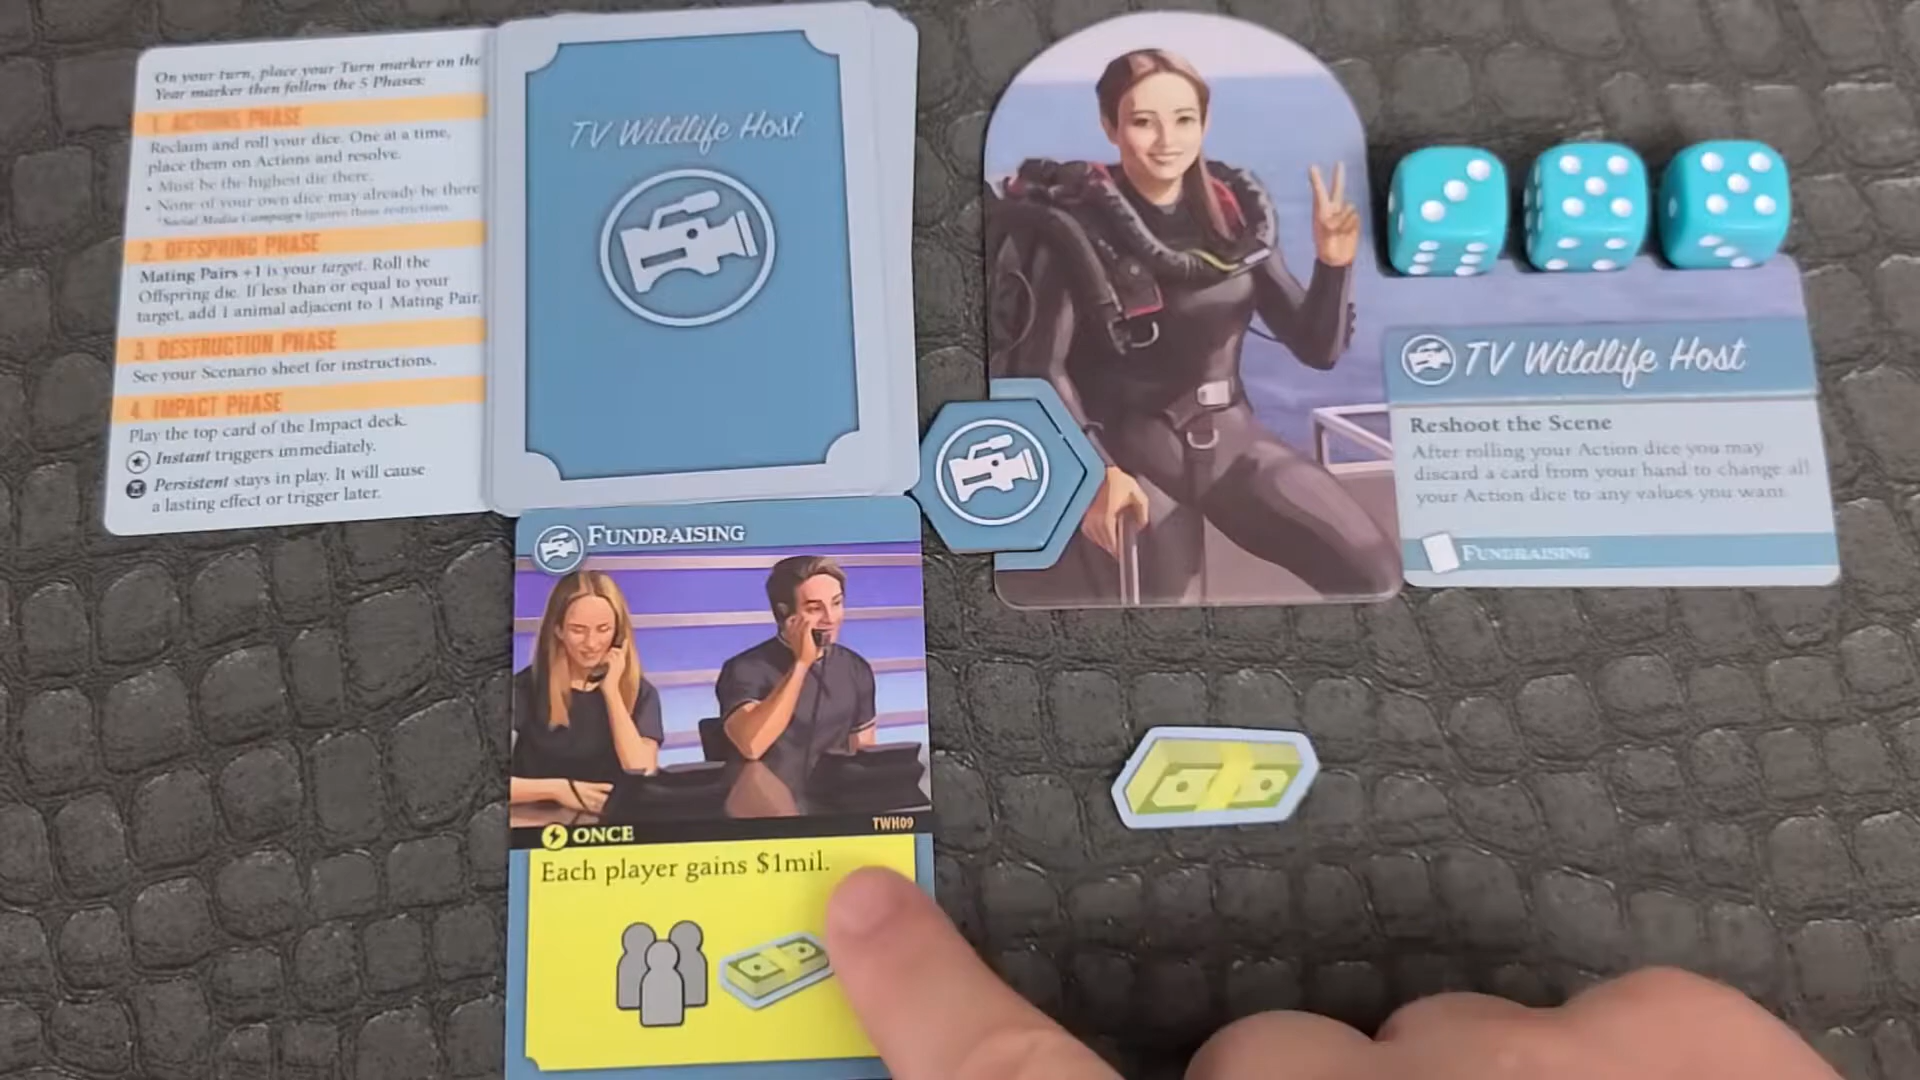 On your turn, place your Turn marker on the
Year marker then follow the 5 Phases:
1. ACTIONS PHASE
Reclaim and roll your dice. One at a time,
place them on Actions and resolve.
• Must be the highest die there.
• None of your own dice may already be there
*Social Media Campaign ignores these restrictions.
2. OFFSPRING PHASE
Mating Pairs +1 is your target. Roll the
Offspring die. If less than or equal to your
target, add 1 animal adjacent to 1 Mating Pair.
3. DESTRUCTION PHASE
See your Scenario sheet for instructions.
4. IMPACT PHASE
Play the top card of the Impact deck.
Instant triggers immediately.
Persistent stays in play. It will cause
a lasting effect or trigger later.
TV Wildlife Host
FUNDRAISING
TWH09
ONCE
Each player gains $1mil.
TV Wildlife Host
Reshoot the Scene
After rolling your Action dice you may
discard a card from your hand to change all
your Action dice to any values you want.
FUNDRAISING